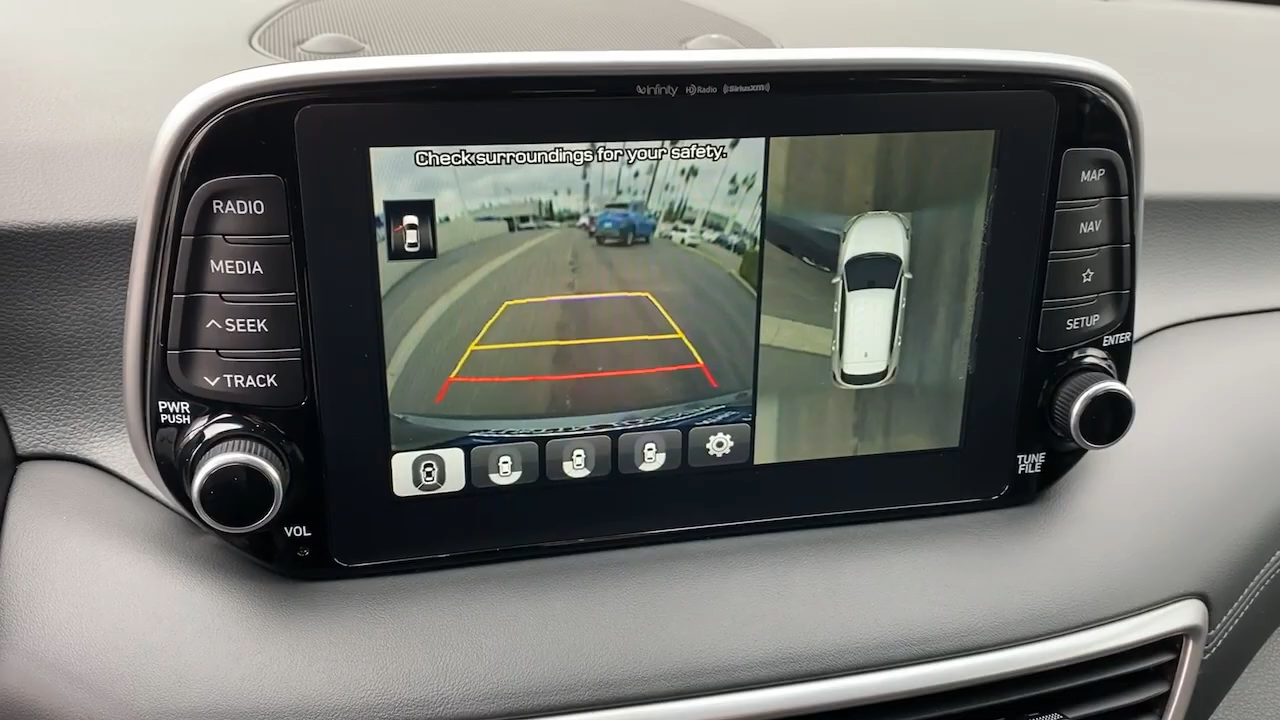 infinity HD Radio ((SiriusXM))
Check surroundings for your safety.
RADIO
MEDIA
SEEK
TRACK
PWR
PUSH
VOL
MAP
NAV
SETUP
ENTER
TUNE
FILE